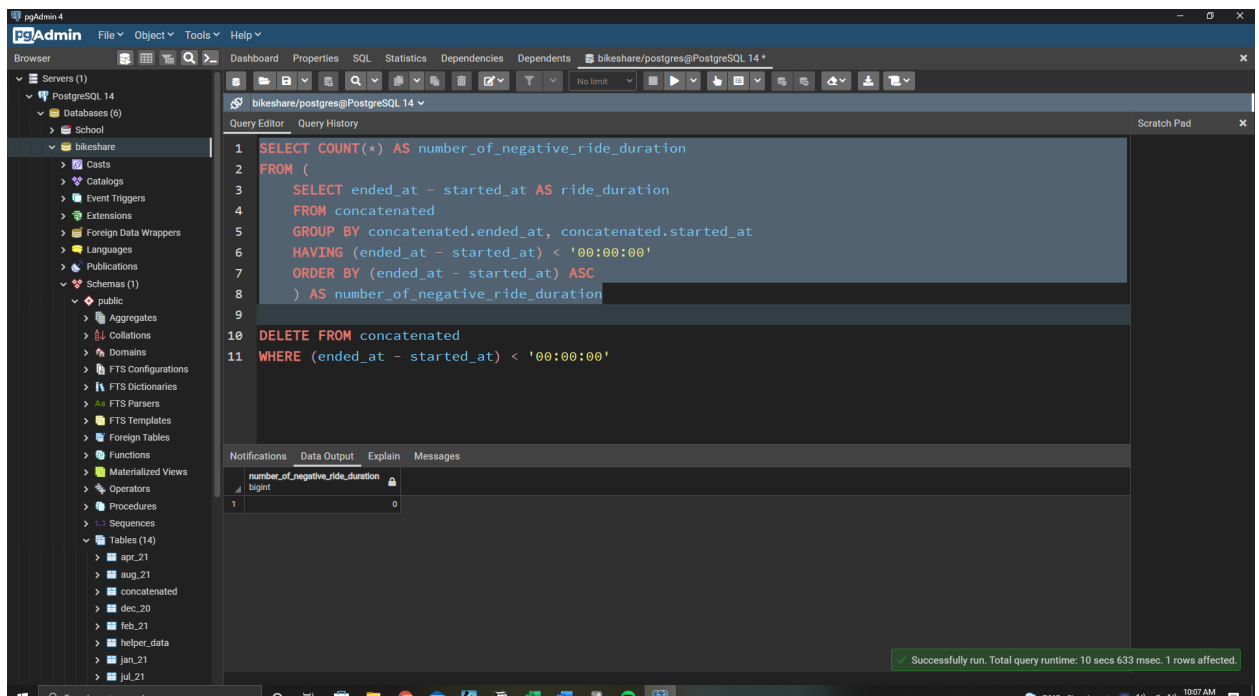 pgAdmin 4
pgAdmin File Object Tools Help
Browser Dashboard Properties SQL Statistics Dependencies Dependents bikeshare/postgres@PostgreSQL 14 *
Servers (1)
PostgreSQL 14
Databases (6)
School
bikeshare
Casts
Catalogs
Event Triggers
Extensions
Foreign Data Wrappers
Languages
Publications
Schemas (1)
public
Aggregates
Collations
Domains
FTS Configurations
FTS Dictionaries
Aa FTS Parsers
FTS Templates
Foreign Tables
Functions
Materialized Views
Operators
Procedures
1..3 Sequences
Tables (14)
apr_21
aug_21
concatenated
dec_20
feb_21
helper_data
jan_21
jul_21
No limit
bikeshare/postgres@PostgreSQL 14
Query Editor Query History Scratch Pad
1 SELECT COUNT(*) AS number_of_negative_ride_duration
2 FROM (
3 SELECT ended_at - started_at AS ride_duration
4 FROM concatenated
5 GROUP BY concatenated.ended_at, concatenated.started_at
6 HAVING (ended_at - started_at) < '00:00:00'
7 ORDER BY (ended_at - started_at) ASC
8 ) AS number_of_negative_ride_duration
9
10 DELETE FROM concatenated
11 WHERE (ended_at - started_at) < '00:00:00'
Notifications Data Output Explain Messages
number_of_negative_ride_duration
bigint
1 0
Successfully run. Total query runtime: 10 secs 633 msec. 1 rows affected.
10:07 AM